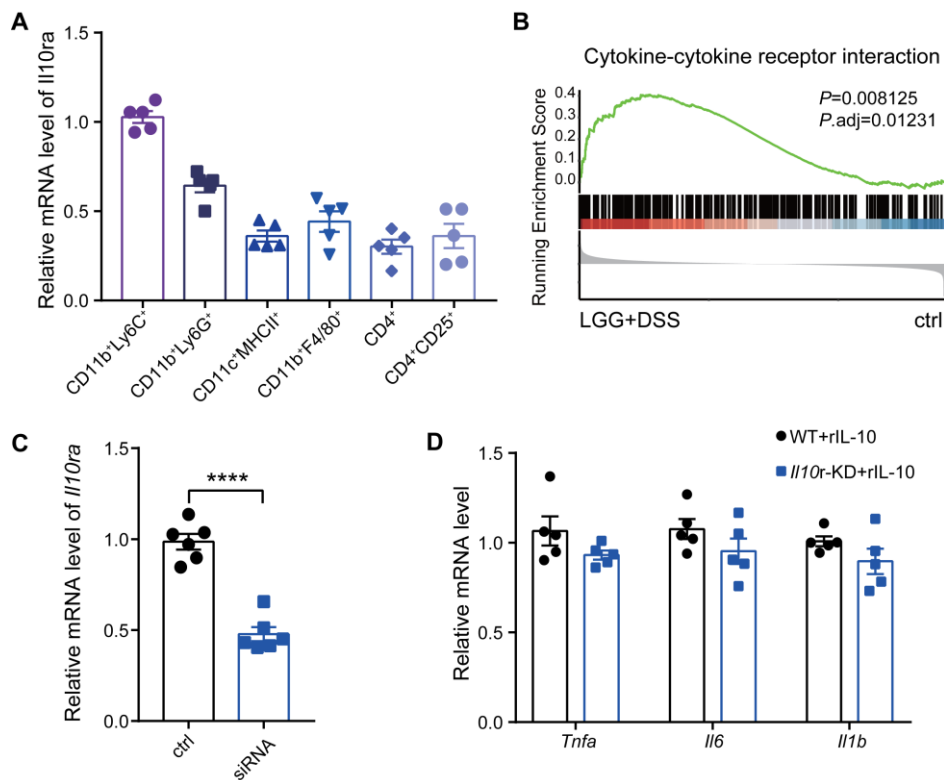 A
Relative mRNA level of Il10ra
1.5
1.0
0.5
0.0
CD11b⁺Ly6C⁺
CD11b⁺Ly6G⁺
CD11c⁺MHCII⁺
CD11b⁺F4/80⁺
CD4⁺
CD4⁺CD25⁺
B
Cytokine-cytokine receptor interaction
Running Enrichment Score
0.4
0.3
0.2
0.1
0.0
P=0.008125
P.adj=0.01231
LGG+DSS
ctrl
C
Relative mRNA level of Il10ra
1.5
1.0
0.5
0.0
****
ctrl
siRNA
D
WT+rIL-10
Il10r-KD+rIL-10
Relative mRNA level
1.5
1.0
0.5
0.0
Tnfa
Il6
Il1b